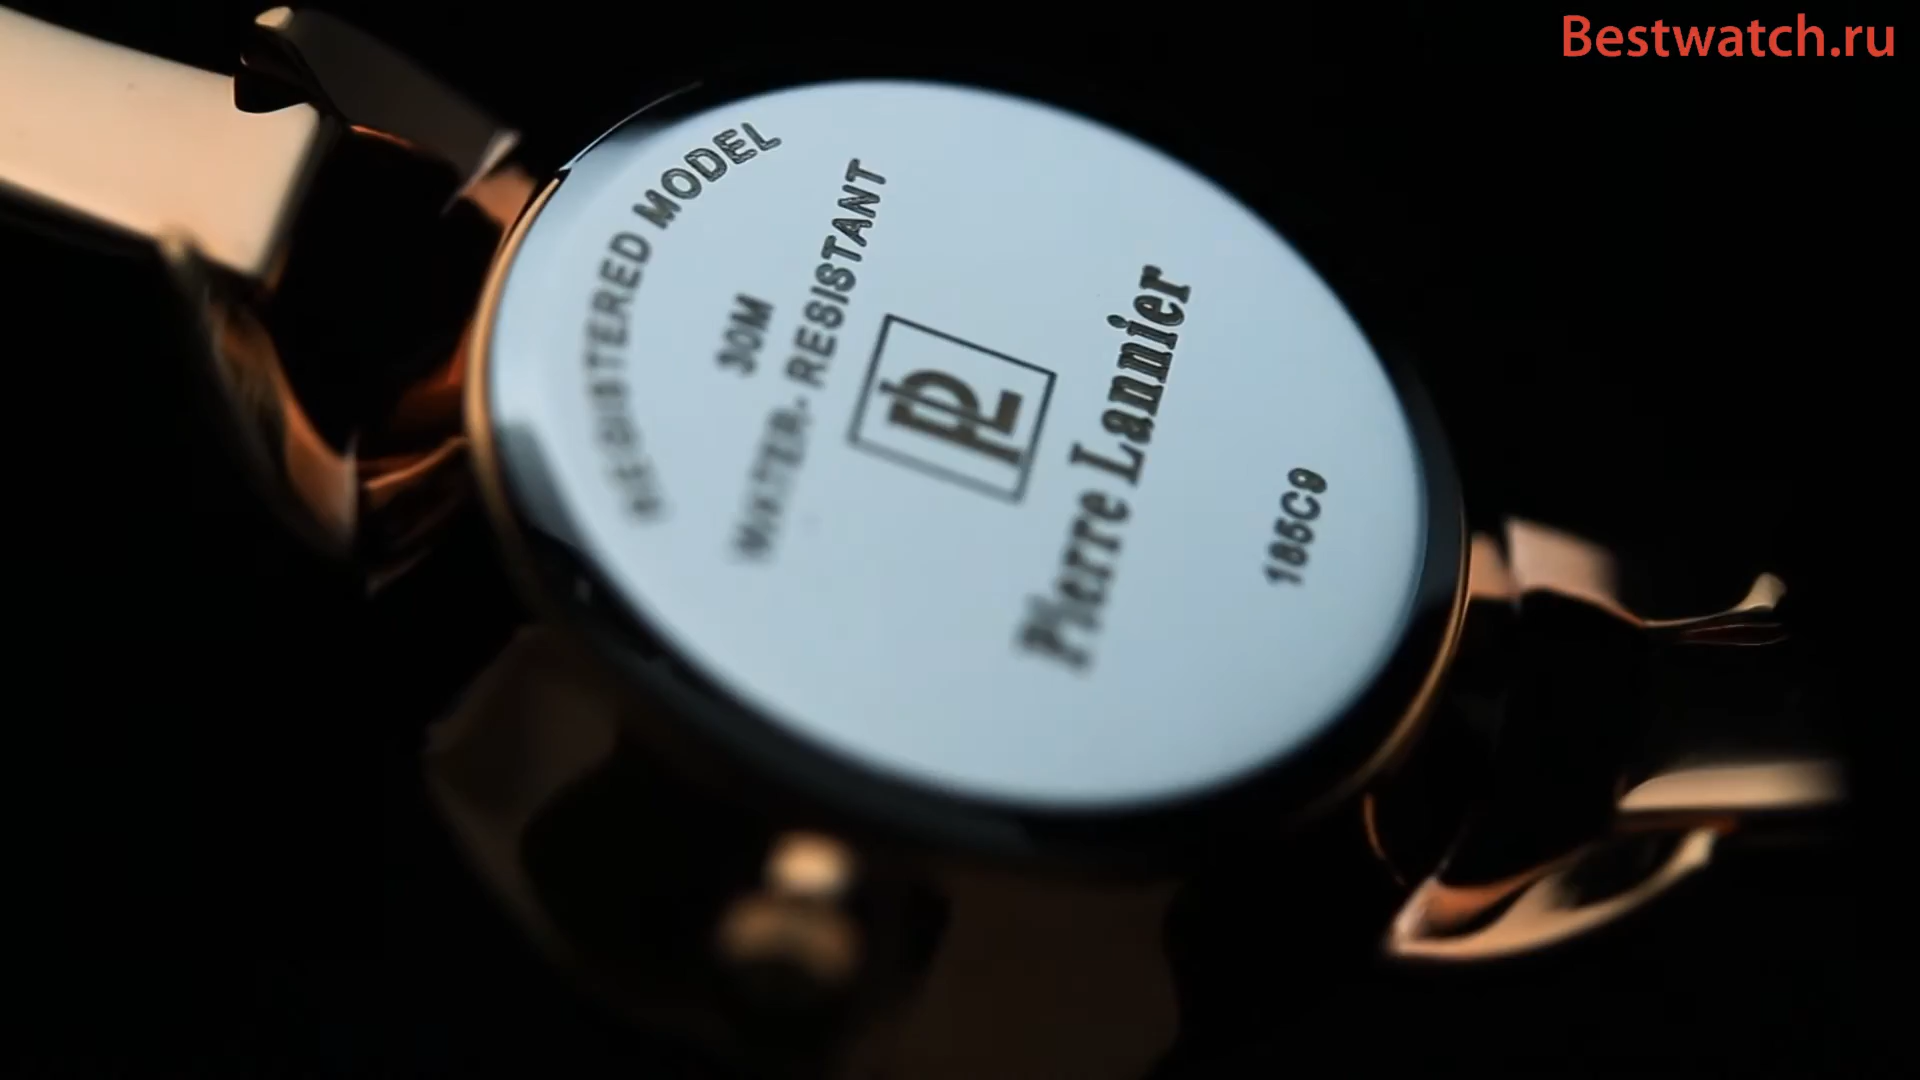 Bestwatch.ru
REGISTERED MODEL
30M
WATER-RESISTANT
PL
Pierre Lannier
185C9